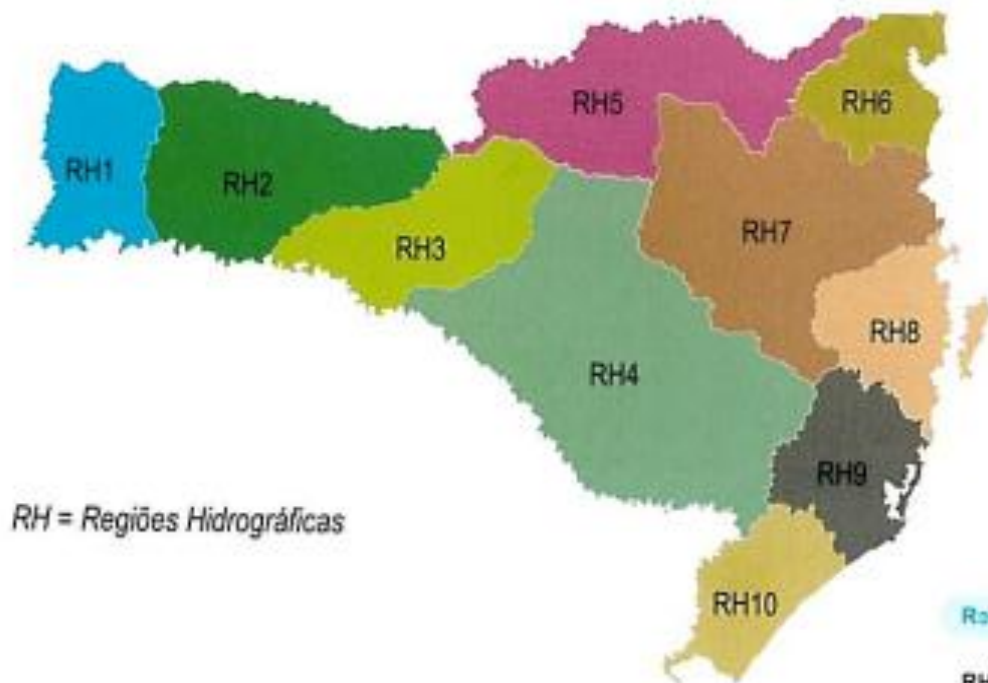 RH5
RH6
RH1
RH2
RH7
RH3
RH8
RH4
RH9
RH = Regiões Hidrográficas
RH10